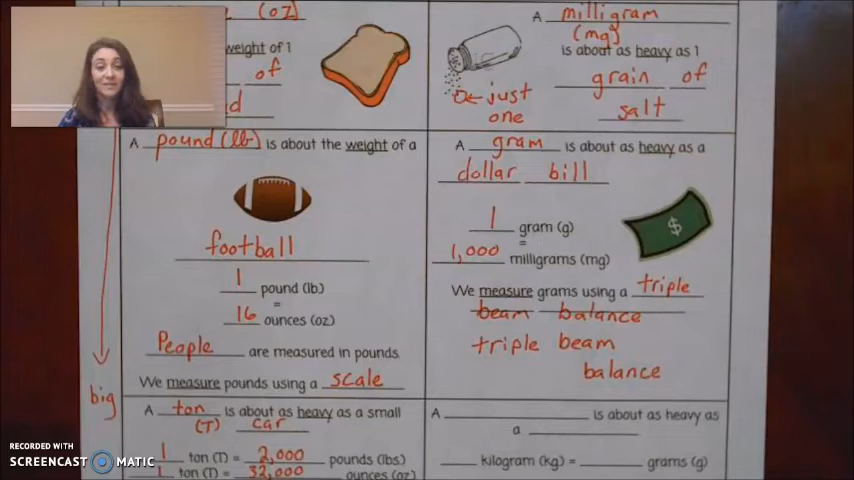 (oz)
weight of 1
of
d
A milligram
(mg)
is about as heavy as 1
grain of
salt
just
one
A pound (lb) is about the weight of a
football
1 pound (lb)
=
16 ounces (oz)
People are measured in pounds.
We measure pounds using a scale
A gram is about as heavy as a
dollar bill
$
1 gram (g)
=
1,000 milligrams (mg)
We measure grams using a triple
beam balance
triple beam
balance
big
A ton is about as heavy as a small
(T) car
1 ton (T) = 2,000 pounds (lbs)
1 ton (T) = 32,000 ounces (oz)
A ____ is about as heavy as
a ____
____ kilogram (kg) = ____ grams (g)
RECORDED WITH
SCREENCAST MATIC